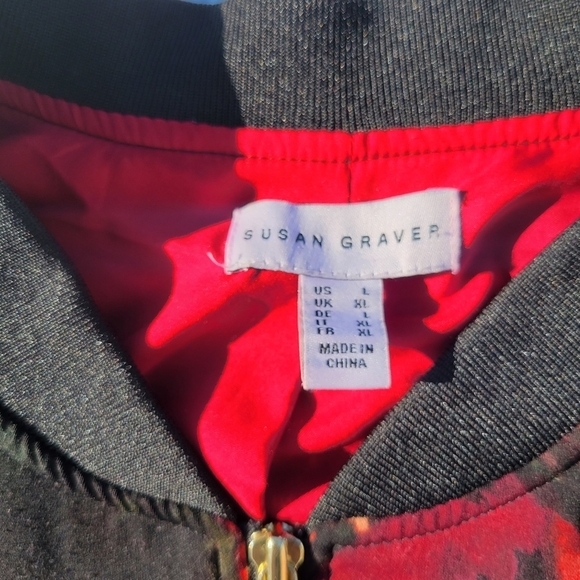 SUSAN GRAVER
US L
UK XL
DE L
IT XL
FR XL
MADE IN
CHINA